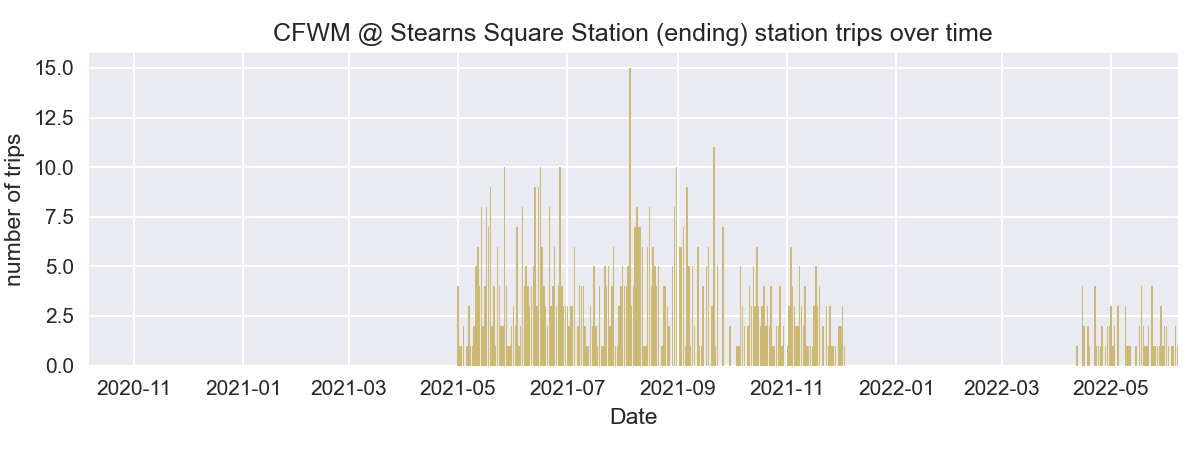 CFWM @ Stearns Square Station (ending) station trips over time
number of trips
15.0
12.5
10.0
7.5
5.0
2.5
0.0
2020-11 2021-01 2021-03 2021-05 2021-07 2021-09 2021-11 2022-01 2022-03 2022-05
Date